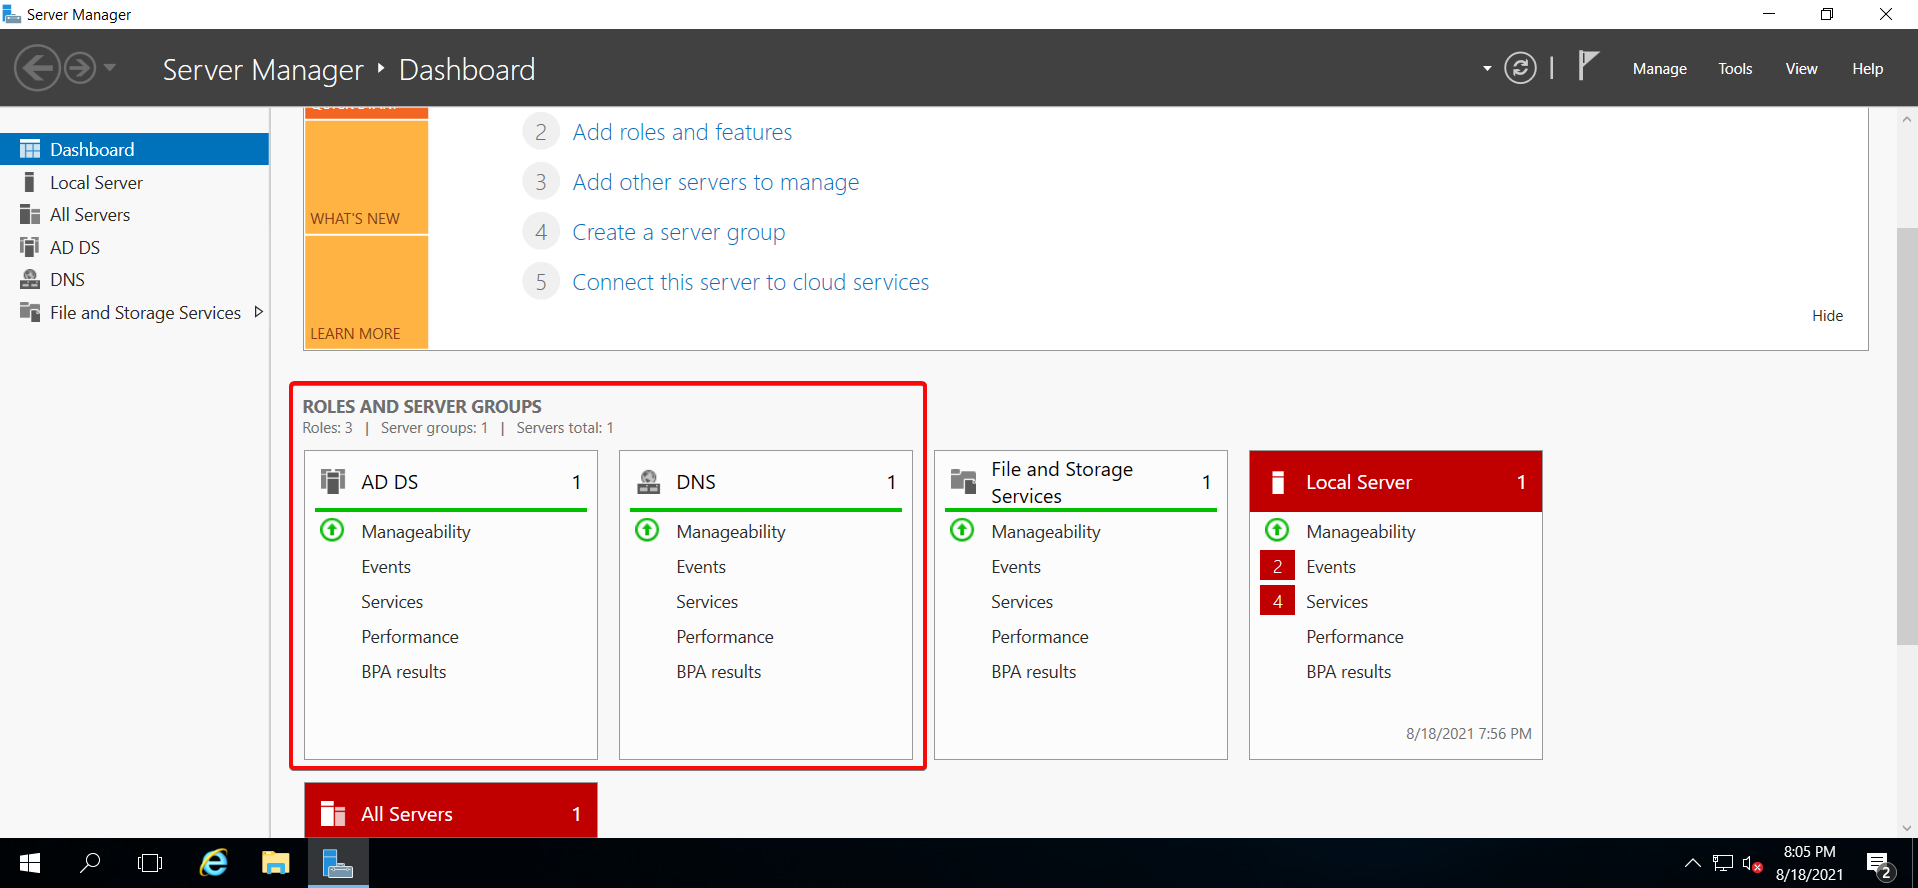 Server Manager
Server Manager Dashboard
Manage Tools View Help
Dashboard
Local Server
All Servers
AD DS
DNS
File and Storage Services
WHAT'S NEW
LEARN MORE
2 Add roles and features
3 Add other servers to manage
4 Create a server group
5 Connect this server to cloud services
Hide
ROLES AND SERVER GROUPS
Roles: 3 | Server groups: 1 | Servers total: 1
AD DS 1
Manageability
Events
Services
Performance
BPA results
DNS 1
Manageability
Events
Services
Performance
BPA results
File and Storage
Services 1
Manageability
Events
Services
Performance
BPA results
Local Server 1
Manageability
2 Events
4 Services
Performance
BPA results
8/18/2021 7:56 PM
All Servers 1
8:05 PM
8/18/2021
2